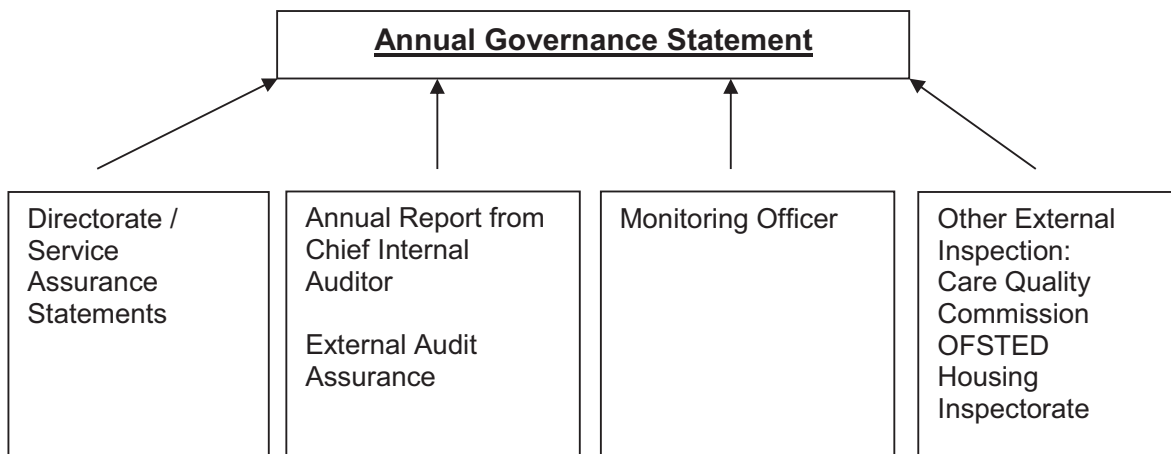 Annual Governance Statement
Directorate /
Service
Assurance
Statements
Annual Report from
Chief Internal
Auditor
External Audit
Assurance
Monitoring Officer
Other External
Inspection:
Care Quality
Commission
OFSTED
Housing
Inspectorate